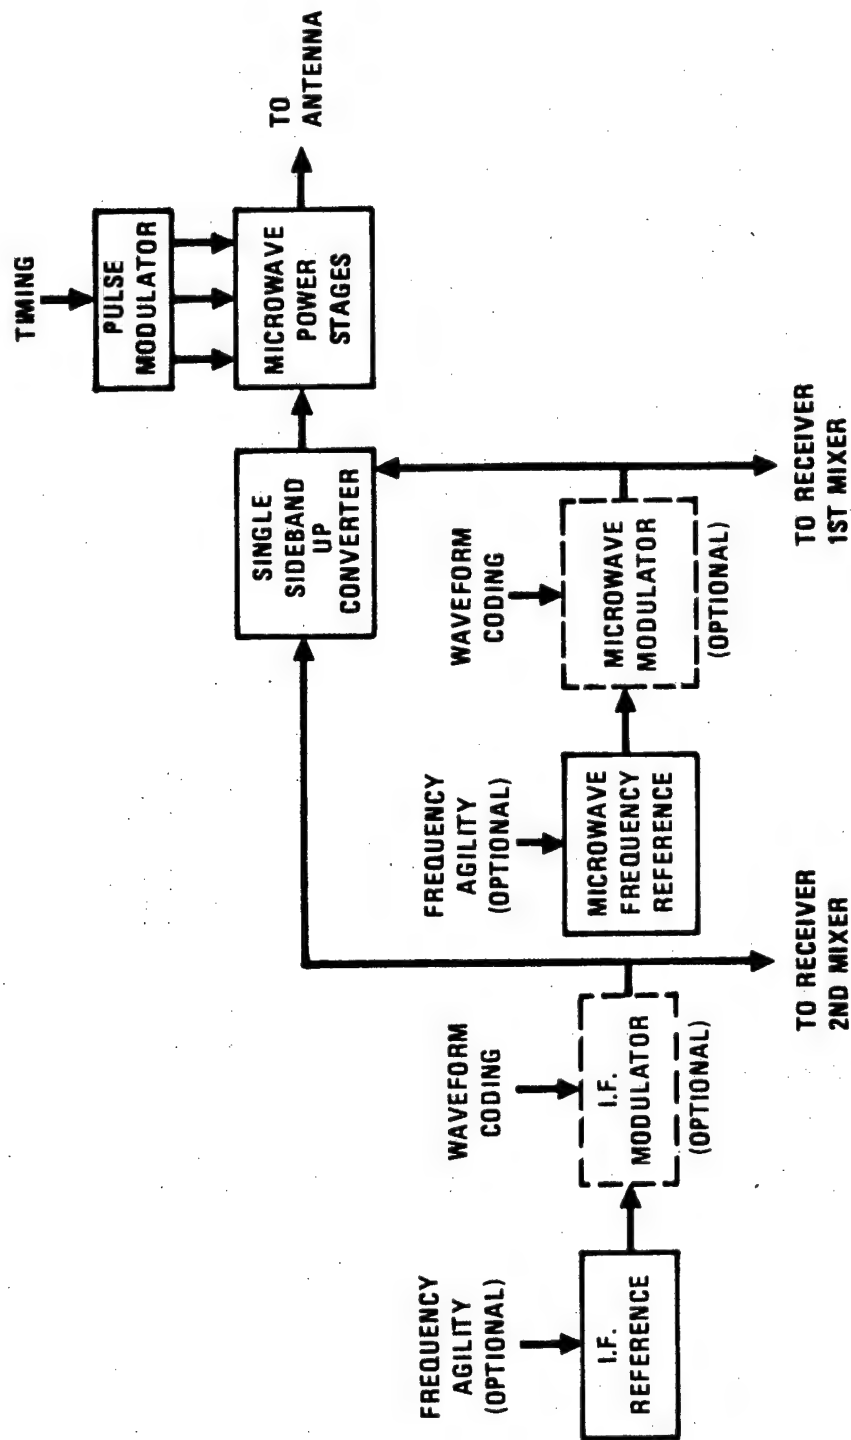 TIMING
PULSE
MODULATOR
MICROWAVE
POWER
STAGES
TO
ANTENNA
SINGLE
SIDEBAND
UP
CONVERTER
FREQUENCY
AGILITY
(OPTIONAL)
I.F.
REFERENCE
WAVEFORM
CODING
I.F.
MODULATOR
(OPTIONAL)
TO RECEIVER
2ND MIXER
FREQUENCY
AGILITY
(OPTIONAL)
MICROWAVE
FREQUENCY
REFERENCE
WAVEFORM
CODING
MICROWAVE
MODULATOR
(OPTIONAL)
TO RECEIVER
1ST MIXER